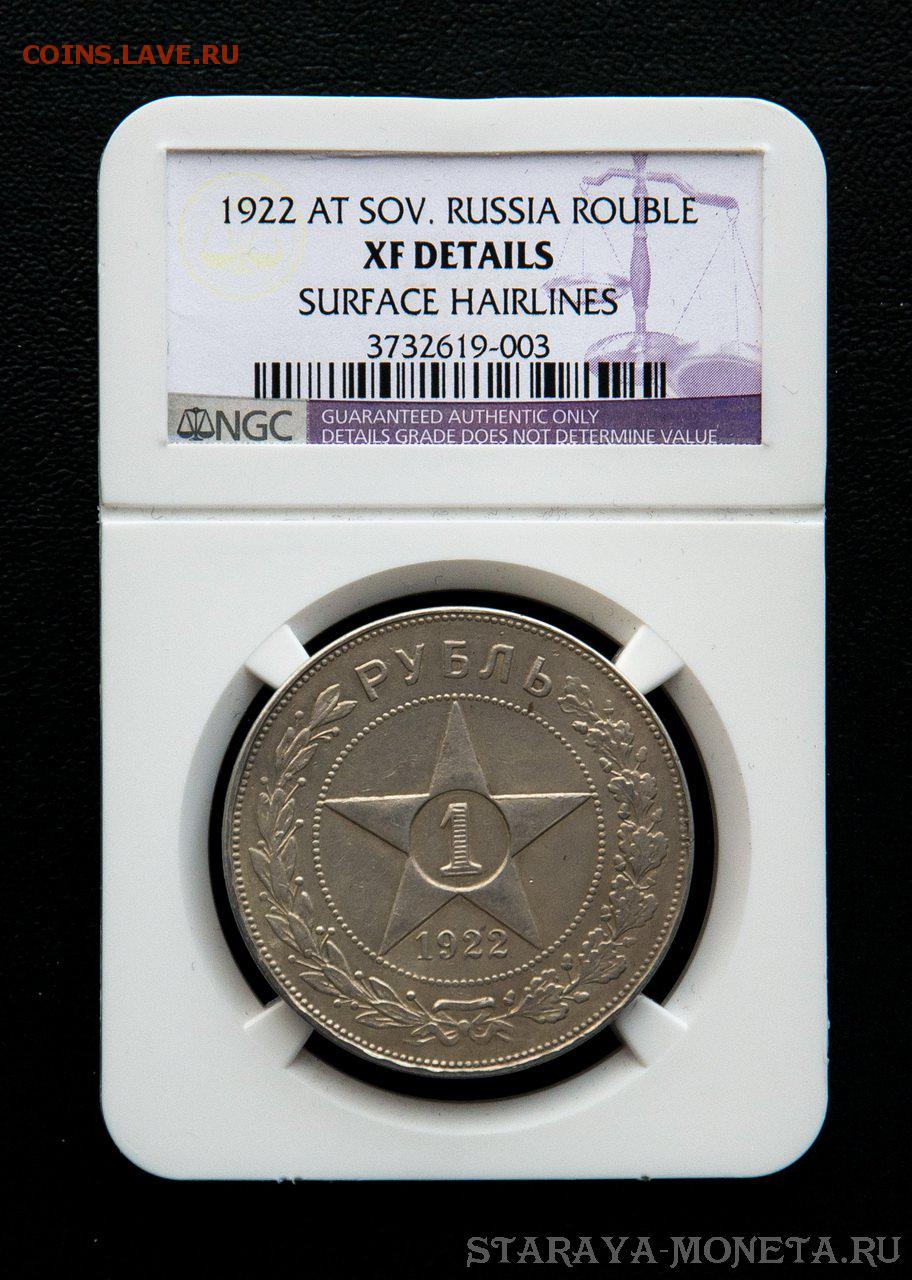 COINS.LAVE.RU
1922 AT SOV. RUSSIA ROUBLE
XF DETAILS
SURFACE HAIRLINES
3732619-003
NGC
GUARANTEED AUTHENTIC ONLY
DETAILS GRADE DOES NOT DETERMINE VALUE
РУБЛЬ
1
1922
STARAYA-MONETA.RU